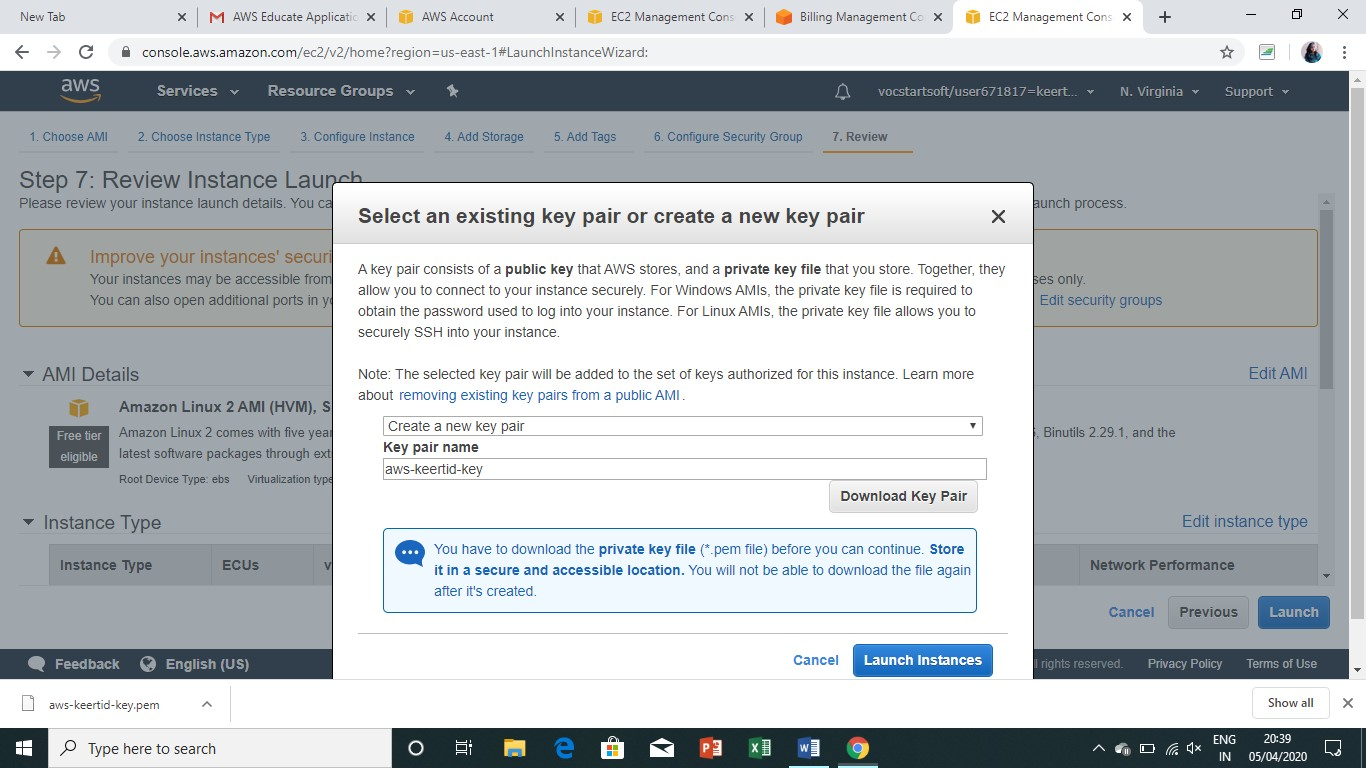 New Tab
AWS Educate Applicatio
AWS Account
EC2 Management Cons
Billing Management Co
EC2 Management Cons
console.aws.amazon.com/ec2/v2/home?region=us-east-1#LaunchInstanceWizard:
aws
Services
Resource Groups
vocstartsoft/user671817=keert...
N. Virginia
Support
1. Choose AMI
2. Choose Instance Type
3. Configure Instance
4. Add Storage
5. Add Tags
6. Configure Security Group
7. Review
Step 7: Review Instance Launch
Please review your instance launch details. You ca
aunch process.
Improve your instances' securi
Your instances may be accessible from
ses only.
You can also open additional ports in yo
Edit security groups
AMI Details
Edit AMI
Amazon Linux 2 AMI (HVM), S
Free tier
eligible
Amazon Linux 2 comes with five year
, Binutils 2.29.1, and the
latest software packages through ext
Root Device Type: ebs
Virtualization type
Instance Type
Edit instance type
Instance Type
ECUs
v
Network Performance
Select an existing key pair or create a new key pair
A key pair consists of a public key that AWS stores, and a private key file that you store. Together, they
allow you to connect to your instance securely. For Windows AMIs, the private key file is required to
obtain the password used to log into your instance. For Linux AMIs, the private key file allows you to
securely SSH into your instance.
Note: The selected key pair will be added to the set of keys authorized for this instance. Learn more
about removing existing key pairs from a public AMI .
Create a new key pair
Key pair name
aws-keertid-key
Download Key Pair
You have to download the private key file (*.pem file) before you can continue. Store
it in a secure and accessible location. You will not be able to download the file again
after it's created.
Cancel
Launch Instances
Cancel
Previous
Launch
Feedback
English (US)
l rights reserved.
Privacy Policy
Terms of Use
aws-keertid-key.pem
Show all
Type here to search
ENG
IN
20:39
05/04/2020